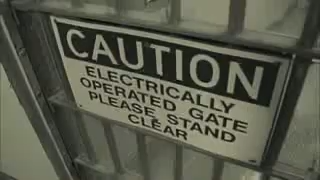 CAUTION
ELECTRICALLY
OPERATED GATE
PLEASE STAND
CLEAR